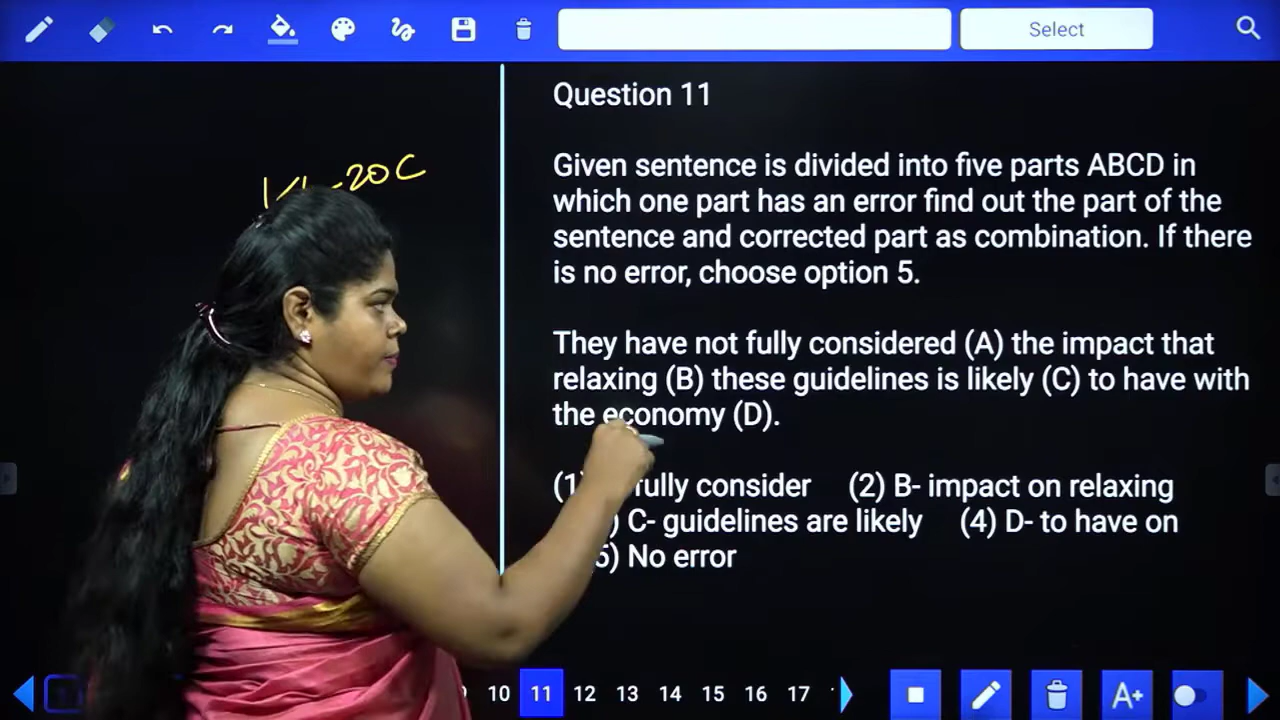 Select
20 C
Question 11
Given sentence is divided into five parts ABCD in
which one part has an error find out the part of the
sentence and corrected part as combination. If there
is no error, choose option 5.
They have not fully considered (A) the impact that
relaxing (B) these guidelines is likely (C) to have with
the economy (D).
(1) fully consider (2) B- impact on relaxing
) C- guidelines are likely (4) D- to have on
5) No error
10 11 12 13 14 15 16 17
A+